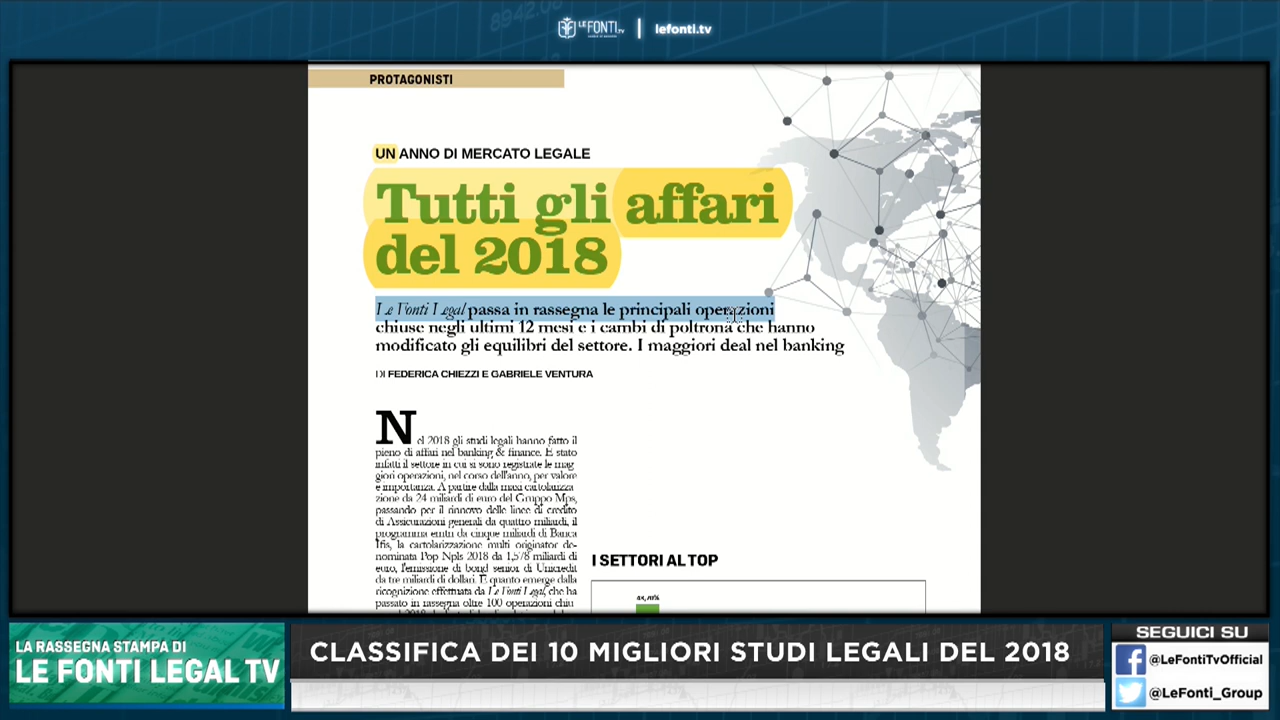 8942.08
LE FONTI.TV
lefonti.tv
PROTAGONISTI
UN ANNO DI MERCATO LEGALE
Tutti gli affari
del 2018
Le Fonti Legal passa in rassegna le principali operazioni
chiuse negli ultimi 12 mesi e i cambi di poltrona che hanno
modificato gli equilibri del settore. I maggiori deal nel banking
DI FEDERICA CHIEZZI E GABRIELE VENTURA
Nel 2018 gli studi legali hanno fatto il
pieno di affari nel banking & finance. È stato
infatti il settore in cui si sono registrate le mag-
giori operazioni, nel corso dell'anno, per valore
e importanza. A partire dalla maxi cartolarizza-
zione da 24 miliardi di euro del Gruppo Mps,
passando per il rinnovo delle linee di credito
di Assicurazioni generali da quattro miliardi, il
programma emtn da cinque miliardi di Banca
Ifis, la cartolarizzazione multi originator de-
nominata Pop Npls 2018 da 1,578 miliardi di
euro, l'emissione di bond senior di Unicredit
da tre miliardi di dollari. È quanto emerge dalla
ricognizione effettuata da Le Fonti Legal, che ha
passato in rassegna oltre 100 operazioni chiu-
I SETTORI AL TOP
LA RASSEGNA STAMPA DI
LE FONTI LEGAL TV
CLASSIFICA DEI 10 MIGLIORI STUDI LEGALI DEL 2018
SEGUICI SU
@LeFontiTvOfficial
@LeFonti_Group